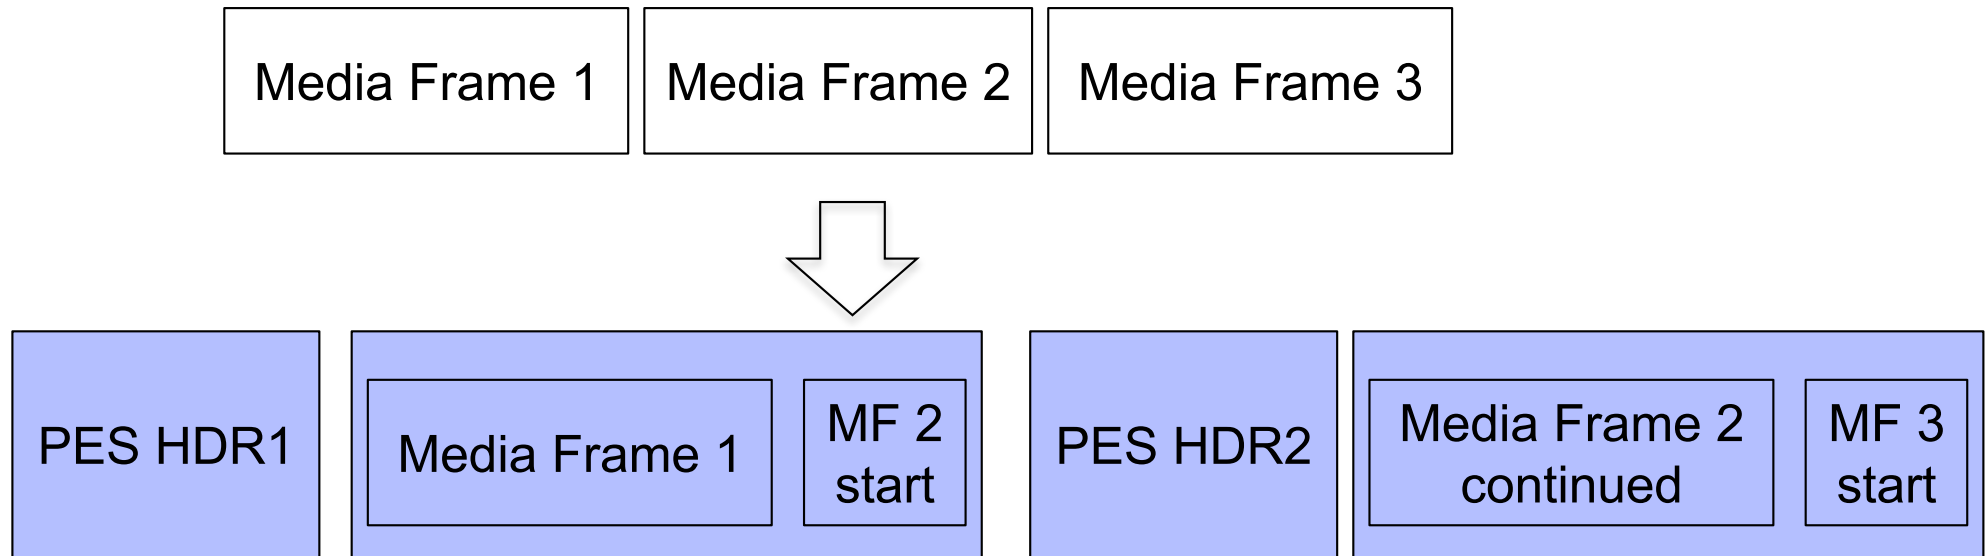 Media Frame 1
Media Frame 2
Media Frame 3
PES HDR1
Media Frame 1
MF 2
start
PES HDR2
Media Frame 2
continued
MF 3
start